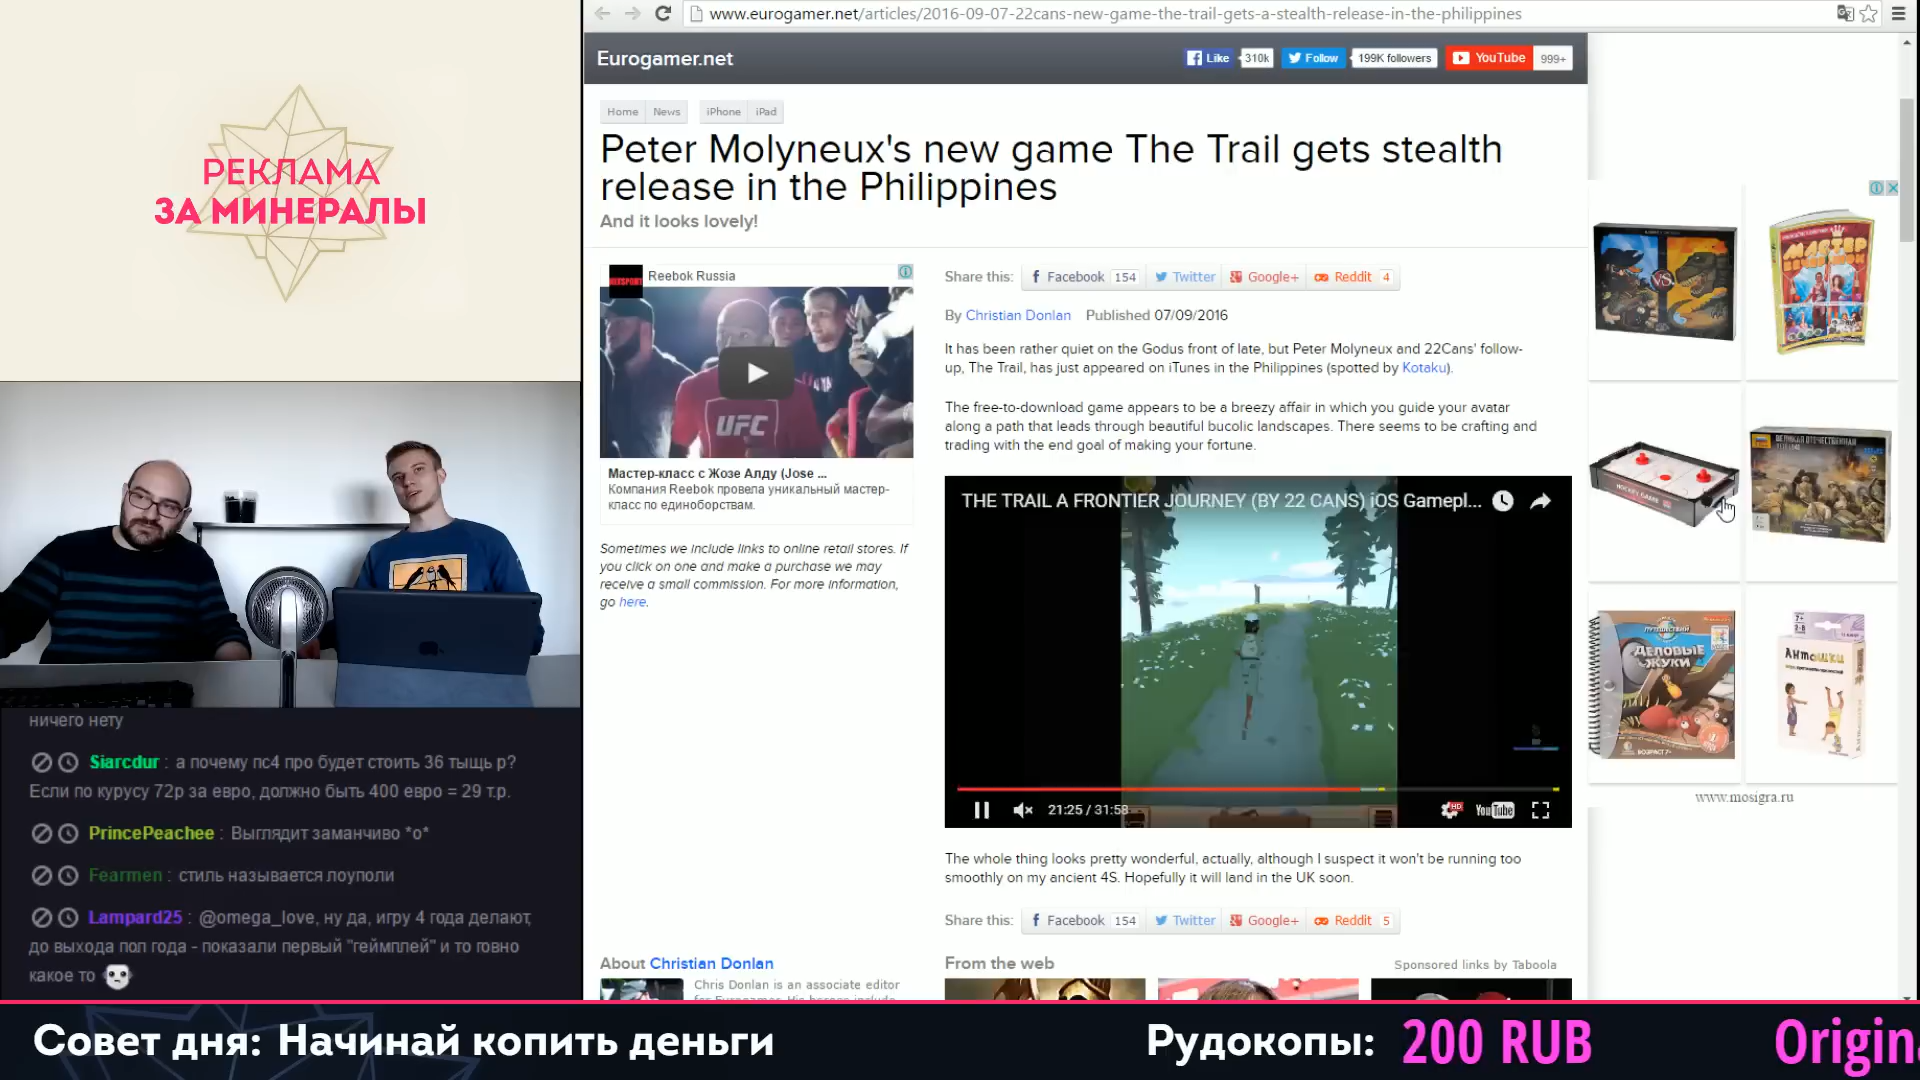 РЕКЛАМА
ЗА МИНЕРАЛЫ
ничего нету
Siarcdur : а почему пс4 про будет стоить 36 тыщь р?
Если по курусу 72р за евро, должно быть 400 евро = 29 т.р.
PrincePeachee : Выглядит заманчиво *о*
Fearmen : стиль называется лоуполи
Lampard25 : @omega_love, ну да, игру 4 года делают,
до выхода пол года - показали первый "геймплей" и то говно
какое то
www.eurogamer.net/articles/2016-09-07-22cans-new-game-the-trail-gets-a-stealth-release-in-the-philippines
Eurogamer.net
Like 310k Follow 199K followers YouTube 999+
Home News iPhone iPad
Peter Molyneux's new game The Trail gets stealth
release in the Philippines
And it looks lovely!
Reebok Russia
UFC
Мастер-класс с Жозе Алду (Jose ...
Компания Reebok провела уникальный мастер-
класс по единоборствам.
Sometimes we include links to online retail stores. If
you click on one and make a purchase we may
receive a small commission. For more information,
go here.
Share this: Facebook 154 Twitter Google+ Reddit 4
By Christian Donlan Published 07/09/2016
It has been rather quiet on the Godus front of late, but Peter Molyneux and 22Cans' follow-
up, The Trail, has just appeared on iTunes in the Philippines (spotted by Kotaku).
The free-to-download game appears to be a breezy affair in which you guide your avatar
along a path that leads through beautiful bucolic landscapes. There seems to be crafting and
trading with the end goal of making your fortune.
THE TRAIL A FRONTIER JOURNEY (BY 22 CANS) iOS Gamepl...
21:25 / 31:58
HD
YouTube
The whole thing looks pretty wonderful, actually, although I suspect it won't be running too
smoothly on my ancient 4S. Hopefully it will land in the UK soon.
Share this: Facebook 154 Twitter Google+ Reddit 5
About Christian Donlan
Chris Donlan is an associate editor
From the web
Sponsored links by Taboola
VS.
МАСТЕР
HOCKEY GAME
ВЕЛИКАЯ ОТЕЧЕСТВЕННАЯ
ДЕЛОВЫЕ
ЖУКИ
ВОЗРАСТ 7+
7+
2-8
Антошки
www.mosigra.ru
Совет дня: Начинай копить деньги
Рудокопы: 200 RUB
Origin